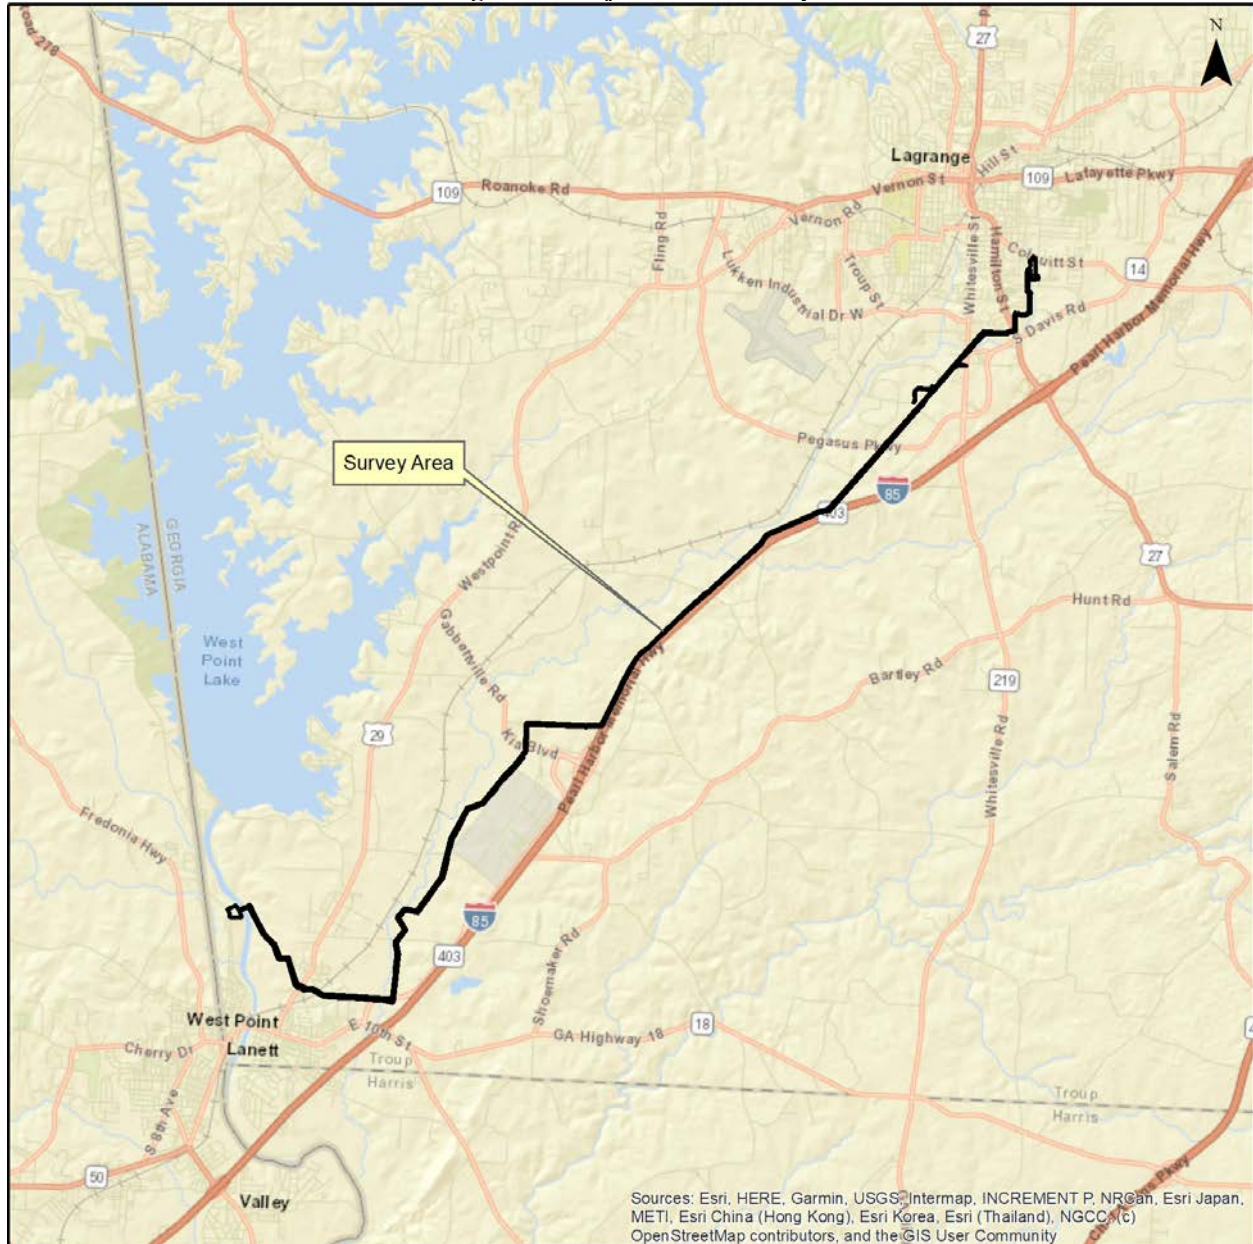 N
Road 278
27
Lagrange
Hill St
109
Roanoke Rd
Vernon St
109
Lafayette Pkwy
Vernon Rd
Fling Rd
Lukken Industrial Dr W
Troup St
Whitesville St
Hamilton St
Colquitt St
14
S Davis Rd
Pearl Harbor Memorial Hwy
Pegasus Pkwy
Survey Area
85
403
GEORGIA
ALABAMA
Westpoint R
27
Hunt Rd
West
Point
Lake
Gabbettville Rd
Bartley Rd
219
29
Kia Blvd
Pearl Harbor Memorial Hwy
Whitesville Rd
Salem Rd
Fredonia Hwy
85
403
Shoemaker Rd
West Point
Lanett
E 10th St
GA Highway 18
18
Cherry Dr
Troup
Harris
Troup
Harris
S 8th Ave
50
Valley
Sources: Esri, HERE, Garmin, USGS, Intermap, INCREMENT P, NRCan, Esri Japan,
METI, Esri China (Hong Kong), Esri Korea, Esri (Thailand), NGCC, (c)
OpenStreetMap contributors, and the GIS User Community